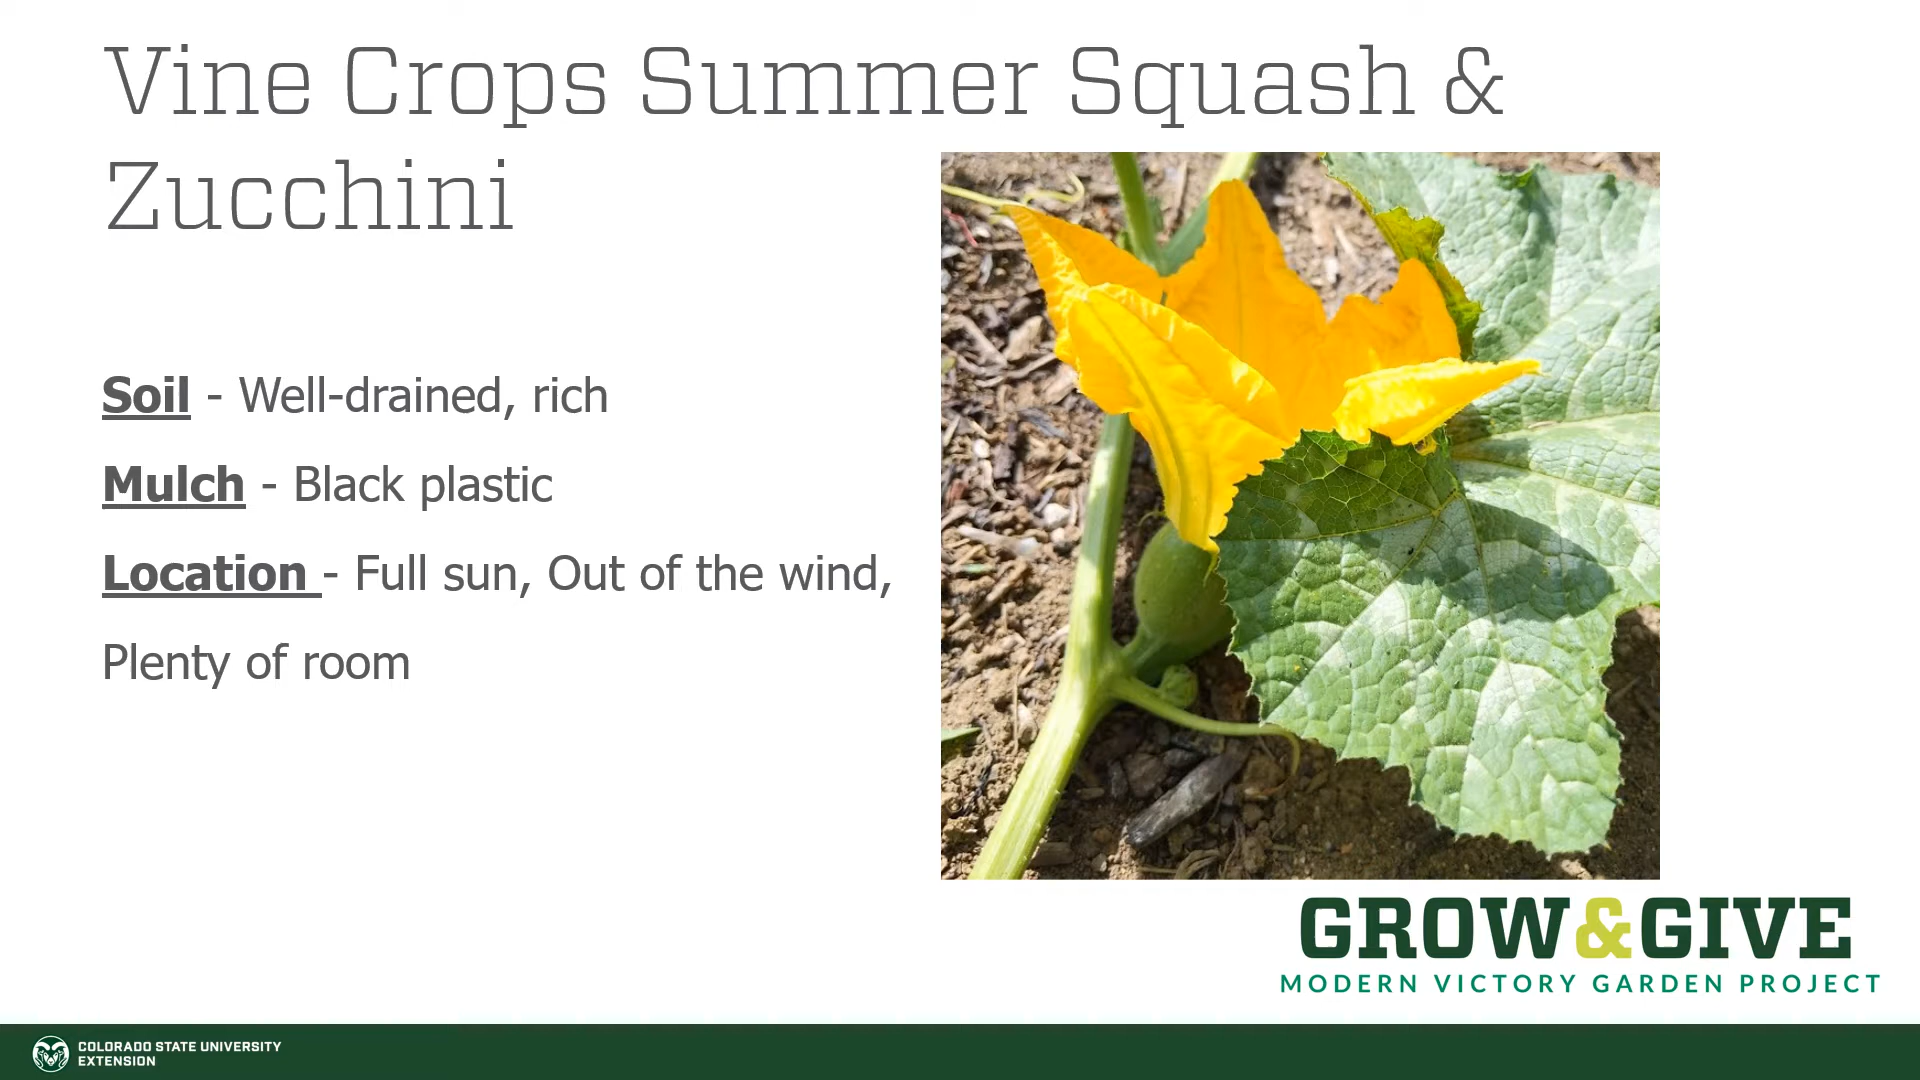 Vine Crops Summer Squash &
Zucchini
Soil - Well-drained, rich
Mulch - Black plastic
Location - Full sun, Out of the wind,
Plenty of room
GROW&GIVE
MODERN VICTORY GARDEN PROJECT
COLORADO STATE UNIVERSITY
EXTENSION